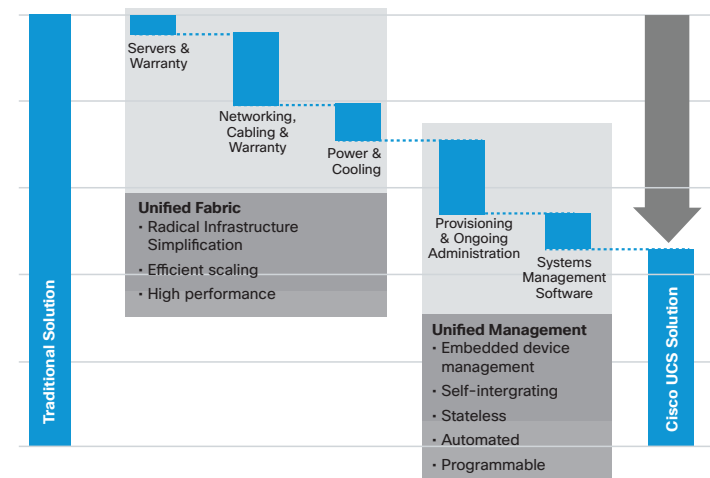 Traditional Solution
Servers &
Warranty
Networking,
Cabling &
Warranty
Power &
Cooling
Unified Fabric
· Radical Infrastructure
Simplification
· Efficient scaling
· High performance
Provisioning
& Ongoing
Administration
Systems
Management
Software
Unified Management
· Embedded device
management
· Self-intergrating
· Stateless
· Automated
· Programmable
Cisco UCS Solution